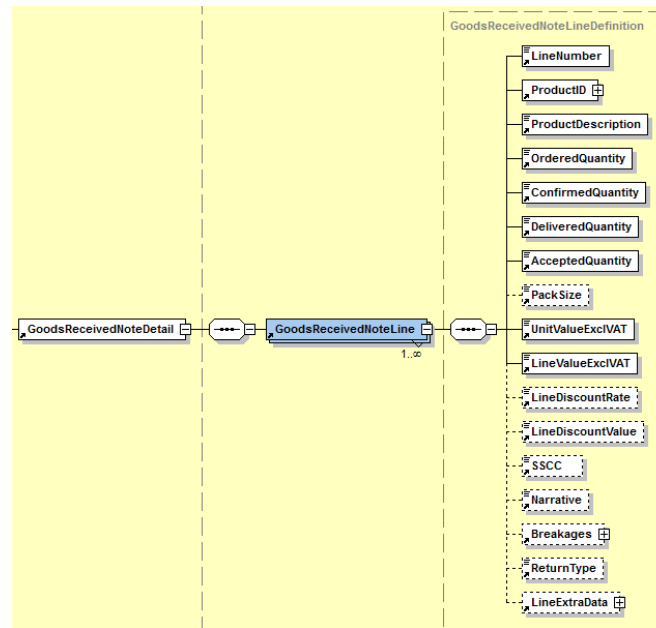 GoodsReceivedNoteLineDefinition
LineNumber
ProductID
ProductDescription
OrderedQuantity
ConfirmedQuantity
DeliveredQuantity
AcceptedQuantity
PackSize
GoodsReceivedNoteDetail
GoodsReceivedNoteLine
1..∞
UnitValueExclVAT
LineValueExclVAT
LineDiscountRate
LineDiscountValue
SSCC
Narrative
Breakages
ReturnType
LineExtraData